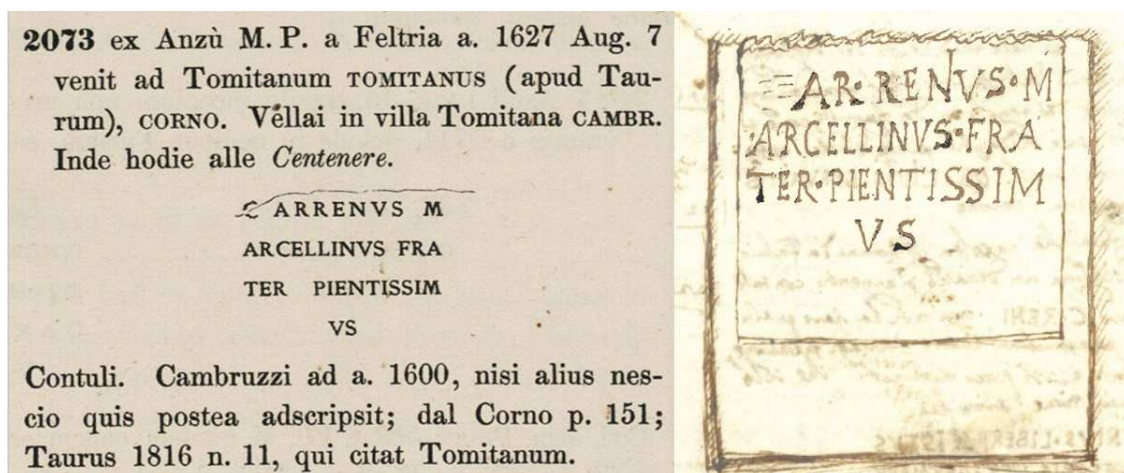 2073 ex Anzù M. P. a Feltria a. 1627 Aug. 7
venit ad Tomitanum TOMITANUS (apud Tau-
rum), CORNO. Véllai in villa Tomitana CAMBR.
Inde hodie alle Centenere.
ARRENVS M
ARCELLINVS FRA
TER PIENTISSIM
VS
Contuli. Cambruzzi ad a. 1600, nisi alius nes-
cio quis postea adscripsit; dal Corno p. 151;
Taurus 1816 n. 11, qui citat Tomitanum.
AR·RENVS·M
·ARCELLINVS·FRA
TER·PIENTISSIM
VS